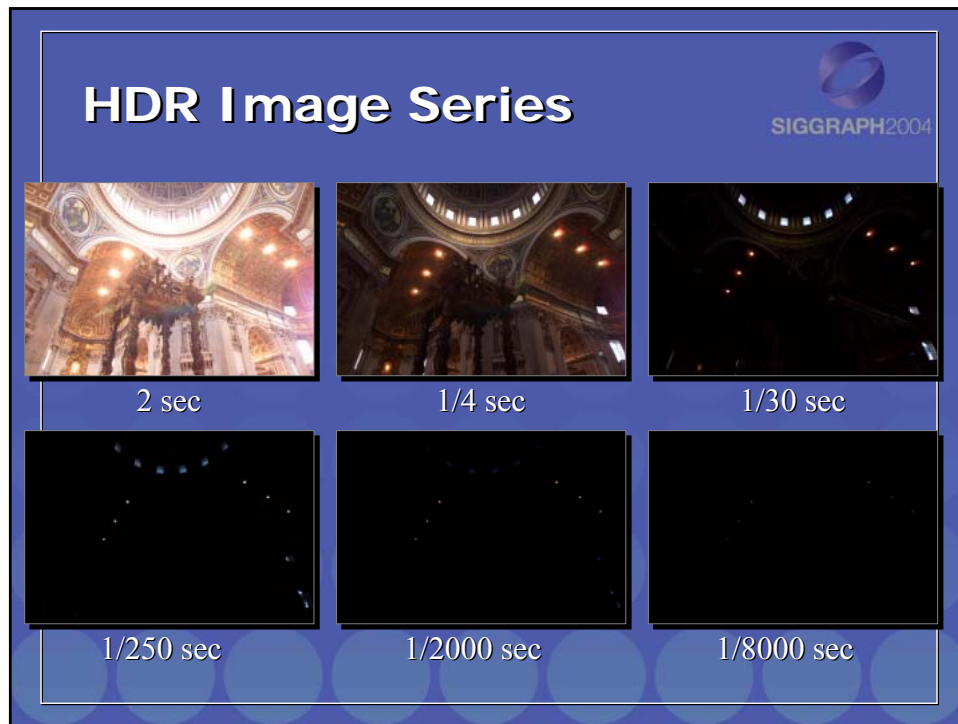 HDR Image Series
SIGGRAPH2004
2 sec
1/4 sec
1/30 sec
1/250 sec
1/2000 sec
1/8000 sec